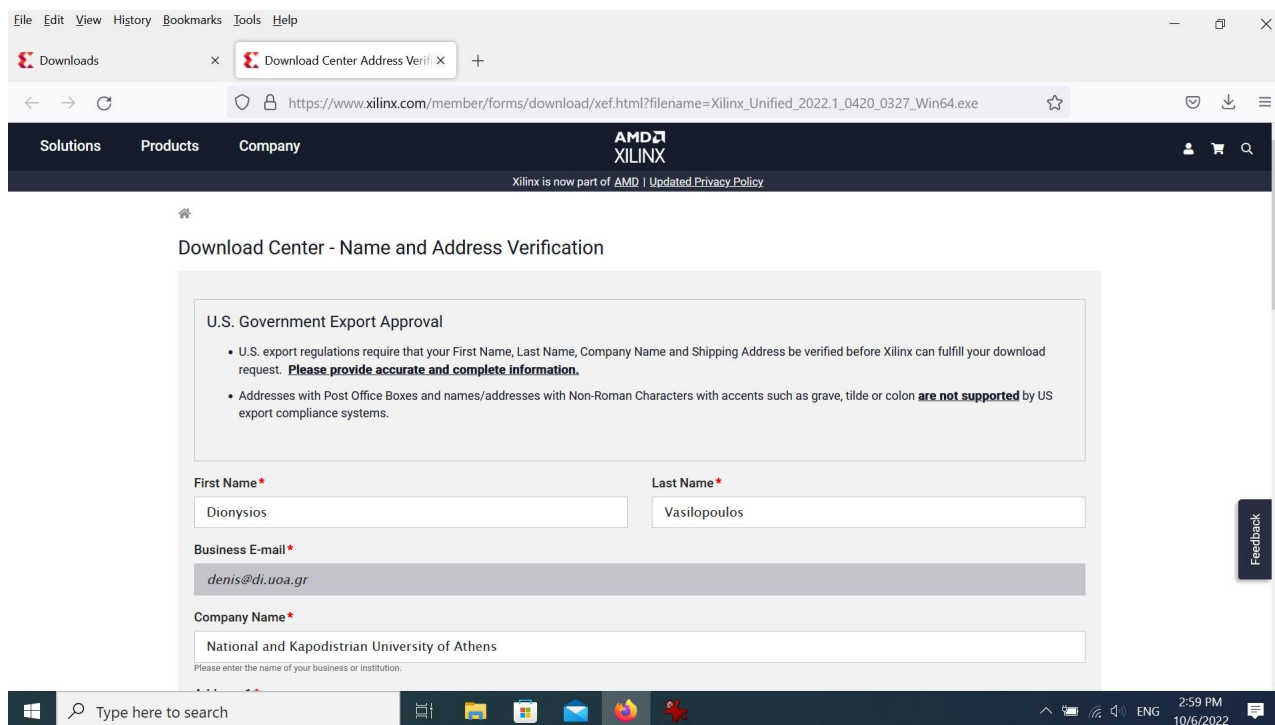 File Edit View History Bookmarks Tools Help
Downloads
Download Center Address Verifi
https://www.xilinx.com/member/forms/download/xef.html?filename=Xilinx_Unified_2022.1_0420_0327_Win64.exe
Solutions Products Company
AMD
XILINX
Xilinx is now part of AMD | Updated Privacy Policy
Download Center - Name and Address Verification
U.S. Government Export Approval
• U.S. export regulations require that your First Name, Last Name, Company Name and Shipping Address be verified before Xilinx can fulfill your download
request. Please provide accurate and complete information.
• Addresses with Post Office Boxes and names/addresses with Non-Roman Characters with accents such as grave, tilde or colon are not supported by US
export compliance systems.
First Name* Last Name*
Dionysios Vasilopoulos
Feedback
Business E-mail*
denis@di.uoa.gr
Company Name*
National and Kapodistrian University of Athens
Please enter the name of your business or institution.
Type here to search
ENG
2:59 PM
10/6/2022